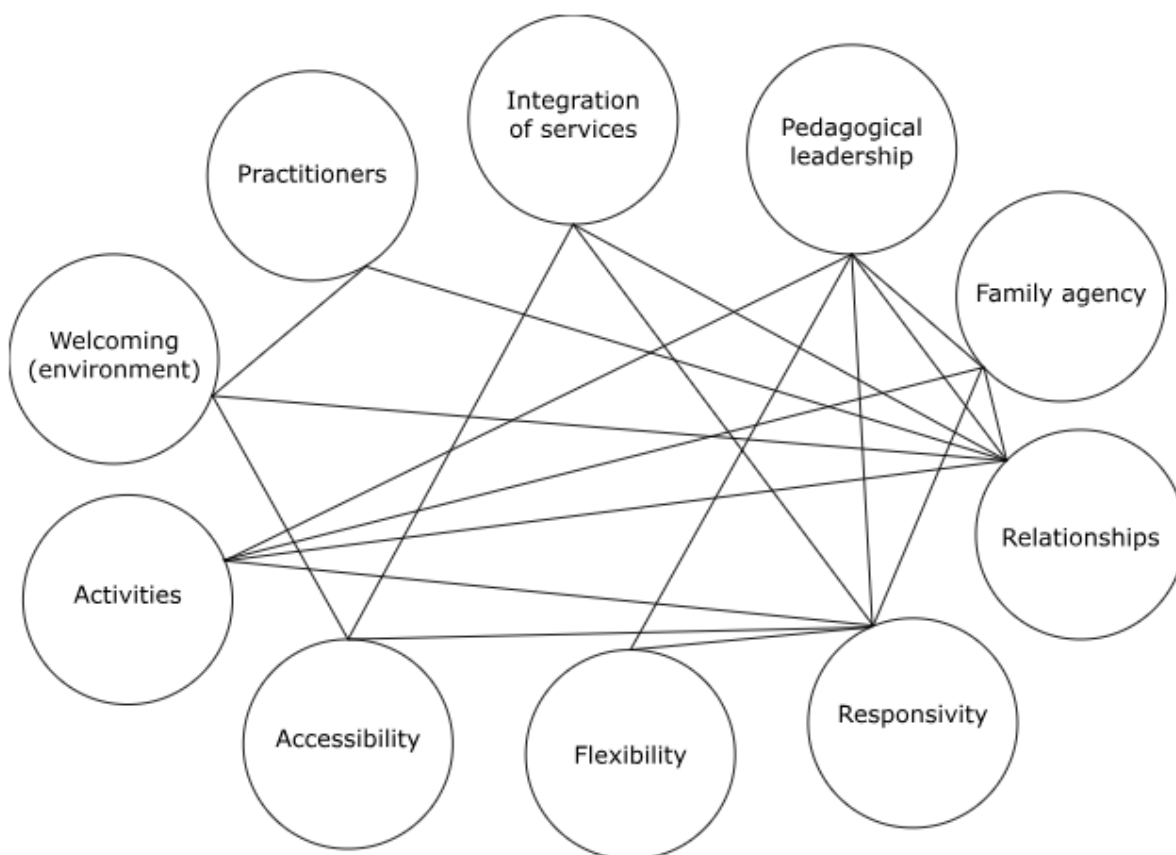 Integration
of services
Pedagogical
leadership
Practitioners
Family agency
Welcoming
(environment)
Relationships
Activities
Responsivity
Accessibility
Flexibility